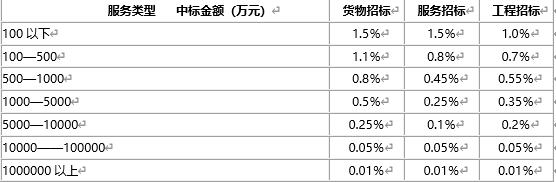 服务类型 中标金额（万元） 货物招标 服务招标 工程招标
100 以下 1.5% 1.5% 1.0%
100—500 1.1% 0.8% 0.7%
500—1000 0.8% 0.45% 0.55%
1000—5000 0.5% 0.25% 0.35%
5000—10000 0.25% 0.1% 0.2%
10000——100000 0.05% 0.05% 0.05%
1000000 以上 0.01% 0.01% 0.01%